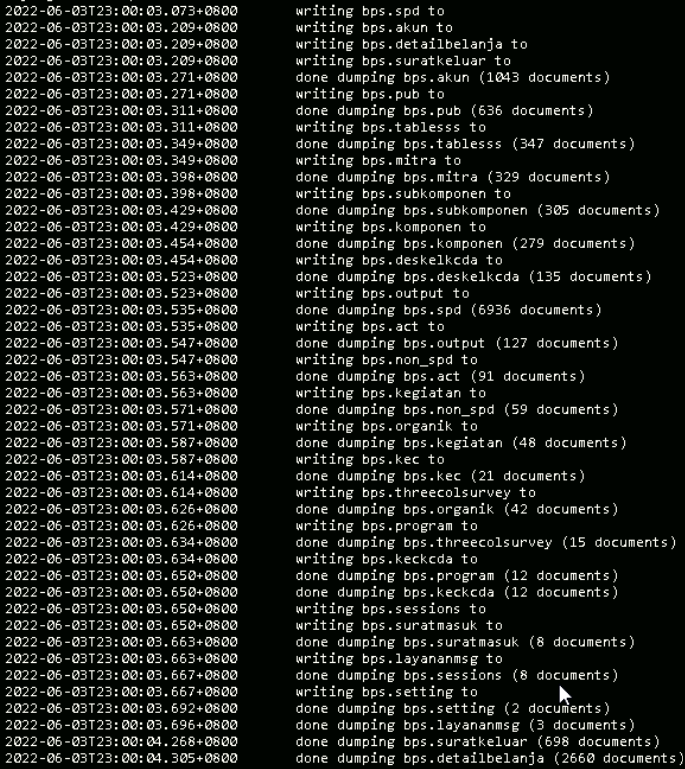 2022-06-03T23:00:03.073+0800 writing bps.spd to
2022-06-03T23:00:03.209+0800 writing bps.akun to
2022-06-03T23:00:03.209+0800 writing bps.detailbelanja to
2022-06-03T23:00:03.209+0800 writing bps.suratkeluar to
2022-06-03T23:00:03.271+0800 done dumping bps.akun (1043 documents)
2022-06-03T23:00:03.271+0800 writing bps.pub to
2022-06-03T23:00:03.311+0800 done dumping bps.pub (636 documents)
2022-06-03T23:00:03.311+0800 writing bps.tablesss to
2022-06-03T23:00:03.349+0800 done dumping bps.tablesss (347 documents)
2022-06-03T23:00:03.349+0800 writing bps.mitra to
2022-06-03T23:00:03.398+0800 done dumping bps.mitra (329 documents)
2022-06-03T23:00:03.398+0800 writing bps.subkomponen to
2022-06-03T23:00:03.429+0800 done dumping bps.subkomponen (305 documents)
2022-06-03T23:00:03.429+0800 writing bps.komponen to
2022-06-03T23:00:03.454+0800 done dumping bps.komponen (279 documents)
2022-06-03T23:00:03.454+0800 writing bps.deskelkcda to
2022-06-03T23:00:03.523+0800 done dumping bps.deskelkcda (135 documents)
2022-06-03T23:00:03.523+0800 writing bps.output to
2022-06-03T23:00:03.535+0800 done dumping bps.spd (6936 documents)
2022-06-03T23:00:03.535+0800 writing bps.act to
2022-06-03T23:00:03.547+0800 done dumping bps.output (127 documents)
2022-06-03T23:00:03.547+0800 writing bps.non_spd to
2022-06-03T23:00:03.563+0800 done dumping bps.act (91 documents)
2022-06-03T23:00:03.563+0800 writing bps.kegiatan to
2022-06-03T23:00:03.571+0800 done dumping bps.non_spd (59 documents)
2022-06-03T23:00:03.571+0800 writing bps.organik to
2022-06-03T23:00:03.587+0800 done dumping bps.kegiatan (48 documents)
2022-06-03T23:00:03.587+0800 writing bps.kec to
2022-06-03T23:00:03.614+0800 done dumping bps.kec (21 documents)
2022-06-03T23:00:03.614+0800 writing bps.threecolsurvey to
2022-06-03T23:00:03.626+0800 done dumping bps.organik (42 documents)
2022-06-03T23:00:03.626+0800 writing bps.program to
2022-06-03T23:00:03.634+0800 done dumping bps.threecolsurvey (15 documents)
2022-06-03T23:00:03.634+0800 writing bps.keckcda to
2022-06-03T23:00:03.650+0800 done dumping bps.program (12 documents)
2022-06-03T23:00:03.650+0800 done dumping bps.keckcda (12 documents)
2022-06-03T23:00:03.650+0800 writing bps.sessions to
2022-06-03T23:00:03.650+0800 writing bps.suratmasuk to
2022-06-03T23:00:03.663+0800 done dumping bps.suratmasuk (8 documents)
2022-06-03T23:00:03.663+0800 writing bps.layananmsg to
2022-06-03T23:00:03.667+0800 done dumping bps.sessions (8 documents)
2022-06-03T23:00:03.667+0800 writing bps.setting to
2022-06-03T23:00:03.692+0800 done dumping bps.setting (2 documents)
2022-06-03T23:00:03.696+0800 done dumping bps.layananmsg (3 documents)
2022-06-03T23:00:04.268+0800 done dumping bps.suratkeluar (698 documents)
2022-06-03T23:00:04.305+0800 done dumping bps.detailbelanja (2660 documents)